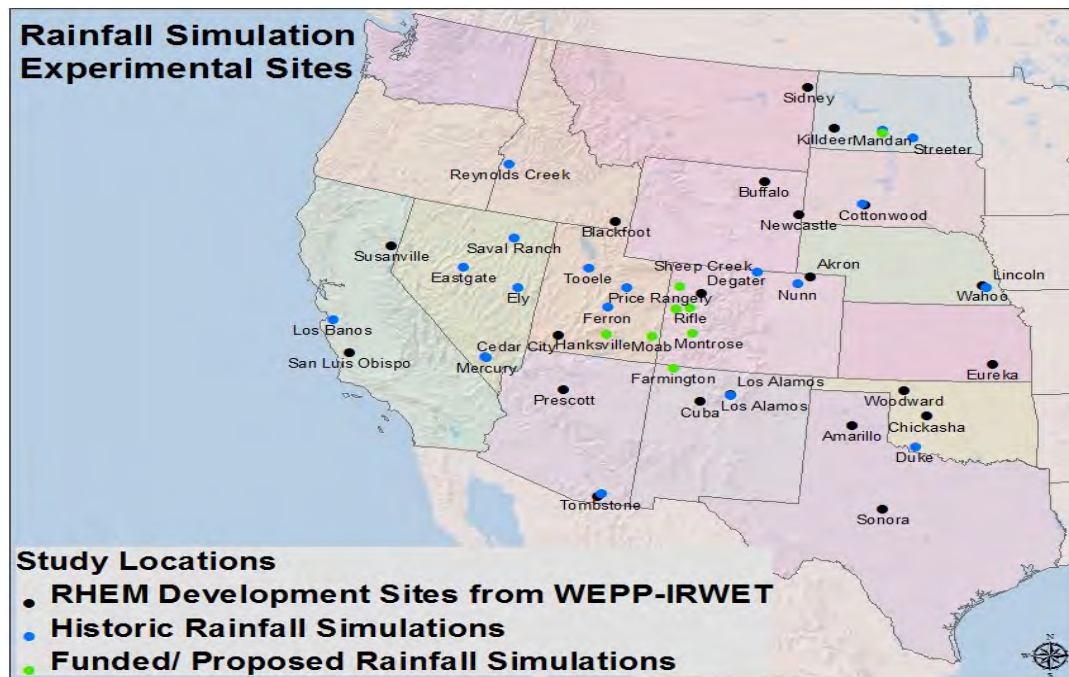 Rainfall Simulation
Experimental Sites
Sidney
Killdeer
Mandan
Streeter
Reynolds Creek
Buffalo
Cottonwood
Newcastle
Blackfoot
Susanville
Saval Ranch
Eastgate
Tooele
Sheep Creek
Degater
Akron
Lincoln
Ely
Price
Rangely
Nunn
Wahoo
Ferron
Rifle
Los Banos
Cedar City
Hanksville
Moab
Montrose
San Luis Obispo
Mercury
Eureka
Farmington
Los Alamos
Prescott
Cuba
Los Alamos
Woodward
Chickasha
Amarillo
Duke
Tombstone
Sonora
Study Locations
RHEM Development Sites from WEPP-IRWET
Historic Rainfall Simulations
Funded/ Proposed Rainfall Simulations
N
W
E
S